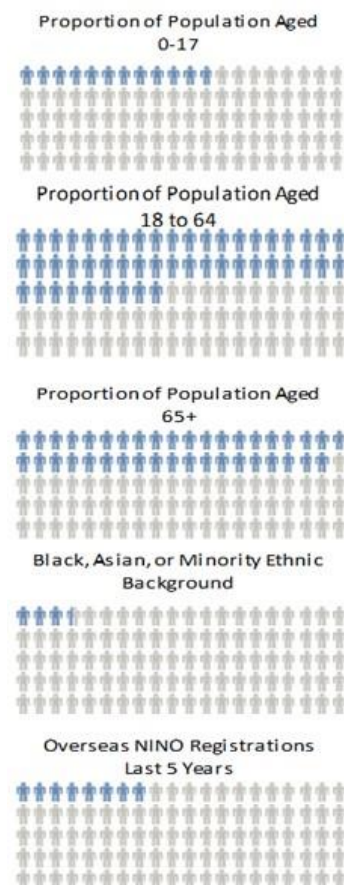 Proportion of Population Aged
0-17
Proportion of Population Aged
18 to 64
Proportion of Population Aged
65+
Black, Asian, or Minority Ethnic
Background
Overseas NINO Registrations
Last 5 Years